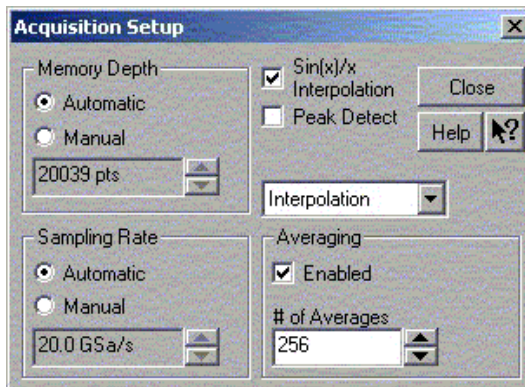 Acquisition Setup
Memory Depth
Automatic
Manual
20039 pts
Sin(x)/x
Interpolation
Peak Detect
Close
Help
?
Interpolation
Sampling Rate
Automatic
Manual
20.0 GSa/s
Averaging
Enabled
# of Averages
256